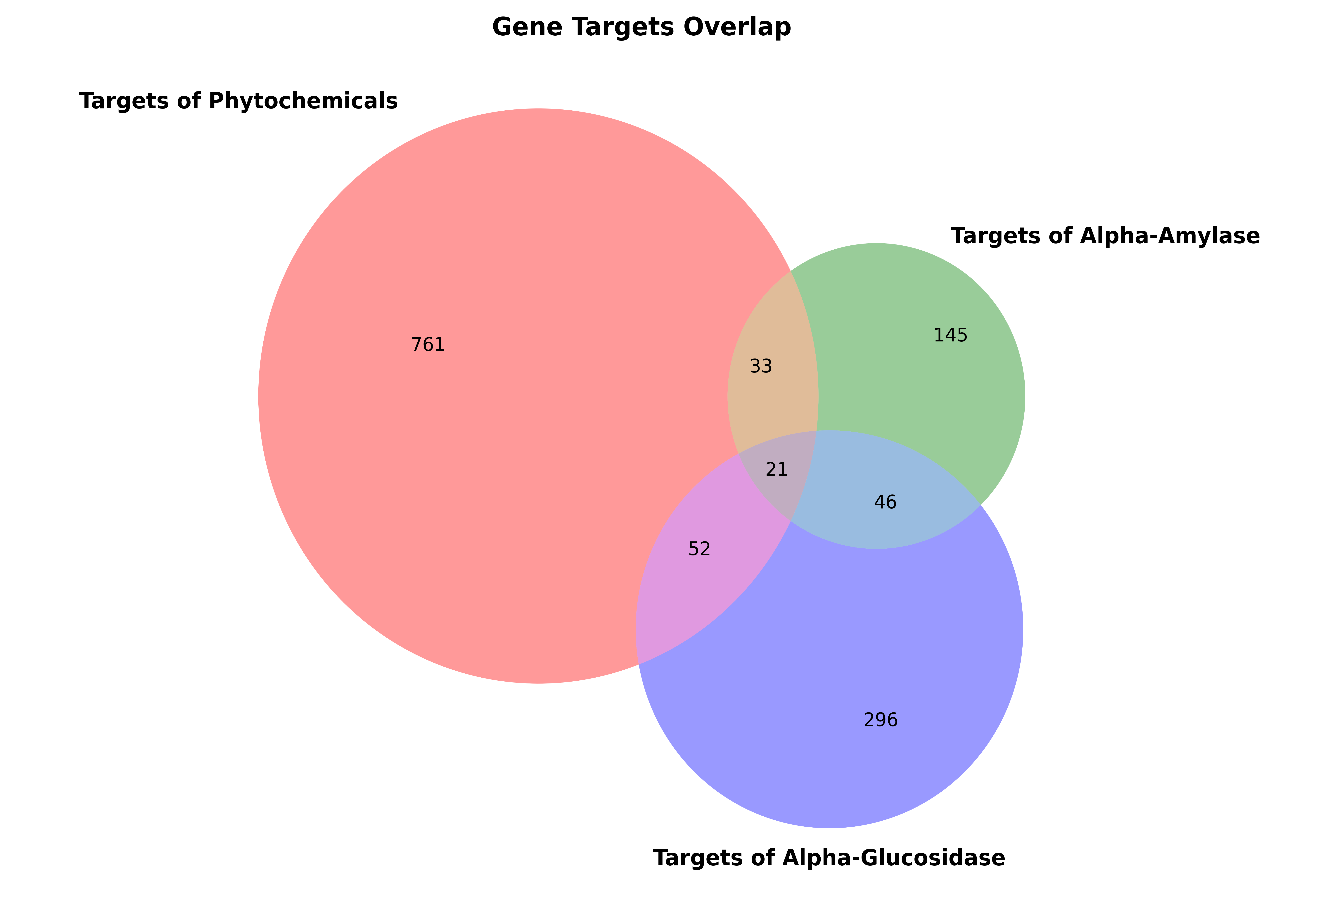 Gene Targets Overlap
Targets of Phytochemicals
Targets of Alpha-Amylase
145
761
33
21
46
52
296
Targets of Alpha-Glucosidase